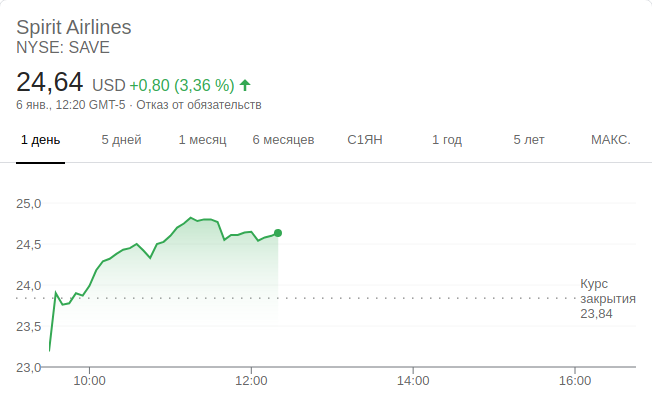 Spirit Airlines
NYSE: SAVE
24,64 USD +0,80 (3,36 %)
6 янв., 12:20 GMT-5 · Отказ от обязательств
1 день 5 дней 1 месяц 6 месяцев С1ЯН 1 год 5 лет МАКС.
25,0
24,5
24,0
23,5
23,0
Курс
закрытия
23,84
10:00 12:00 14:00 16:00